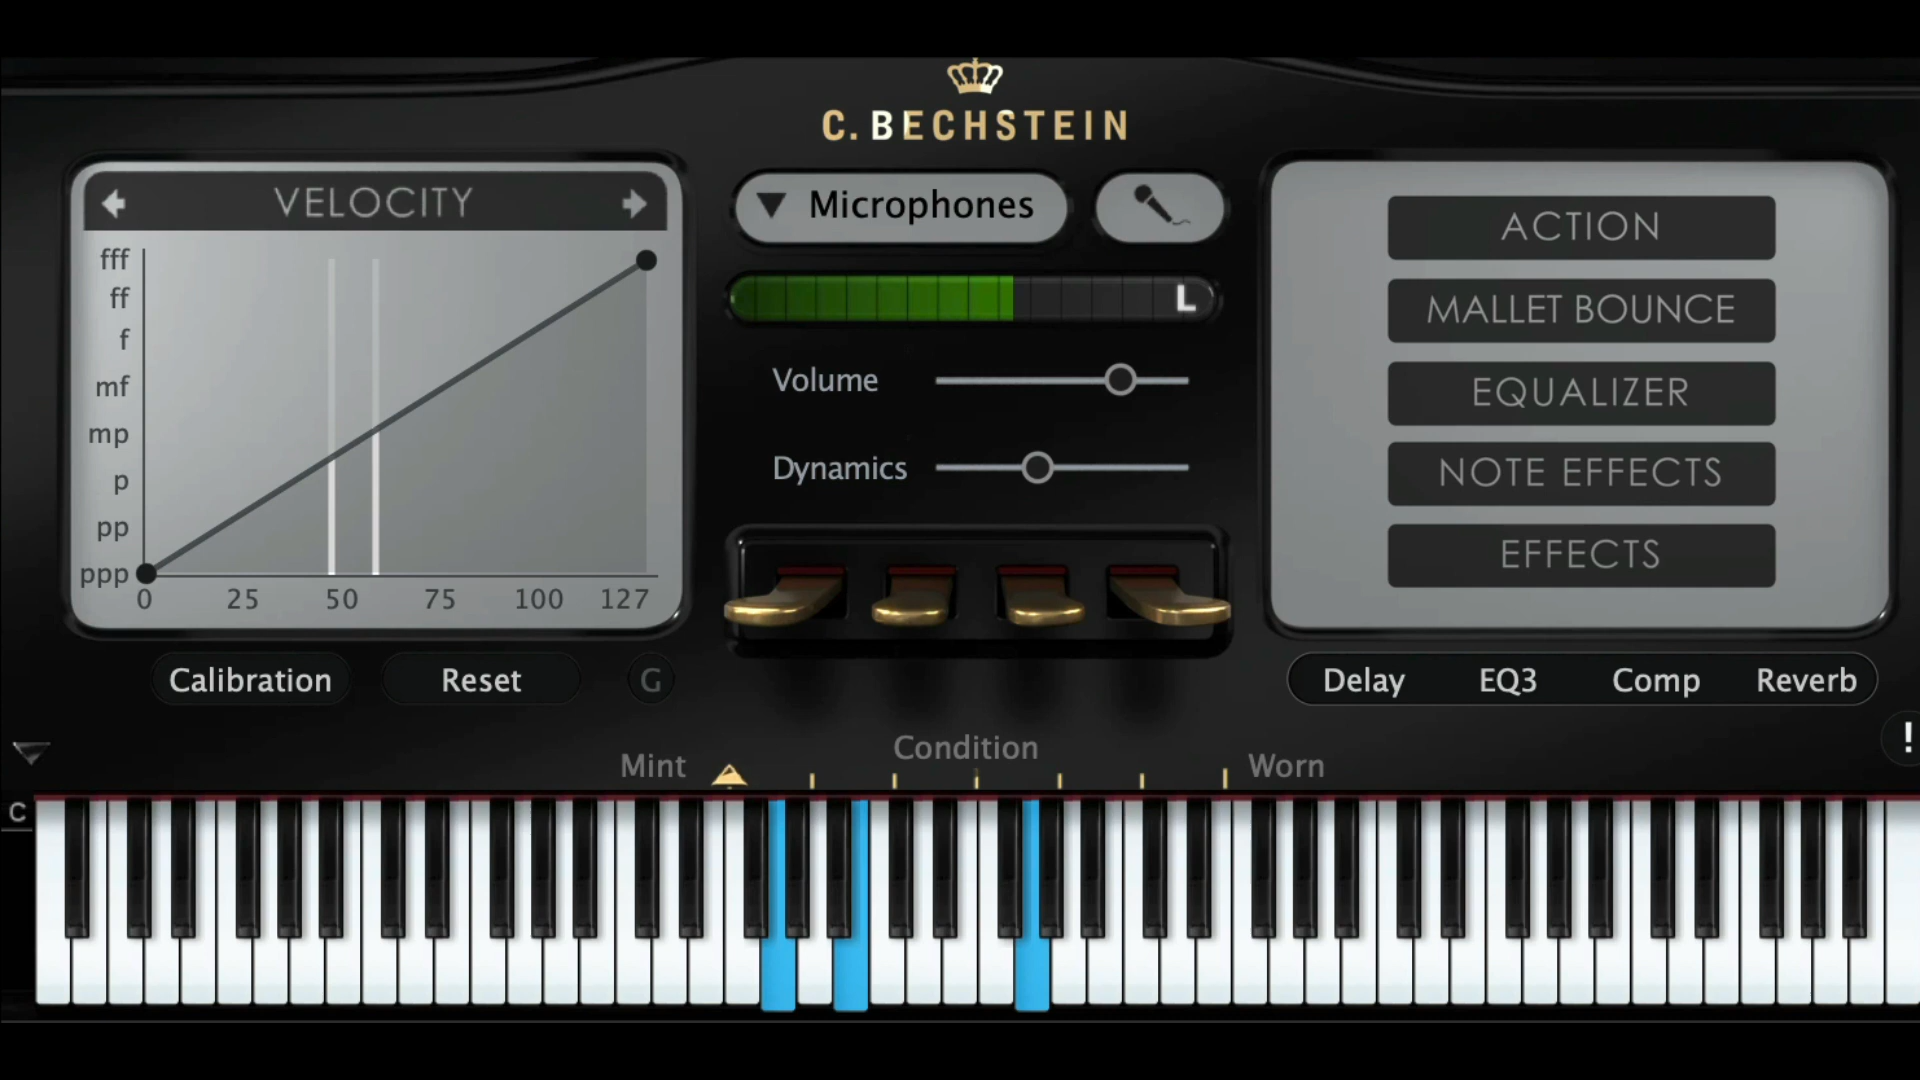 C. BECHSTEIN
VELOCITY
fff
ff
f
mf
mp
p
pp
ppp
0 25 50 75 100 127
Calibration Reset G
Microphones
L
Volume
Dynamics
ACTION
MALLET BOUNCE
EQUALIZER
NOTE EFFECTS
EFFECTS
Delay EQ3 Comp Reverb
!
Mint Condition Worn
C